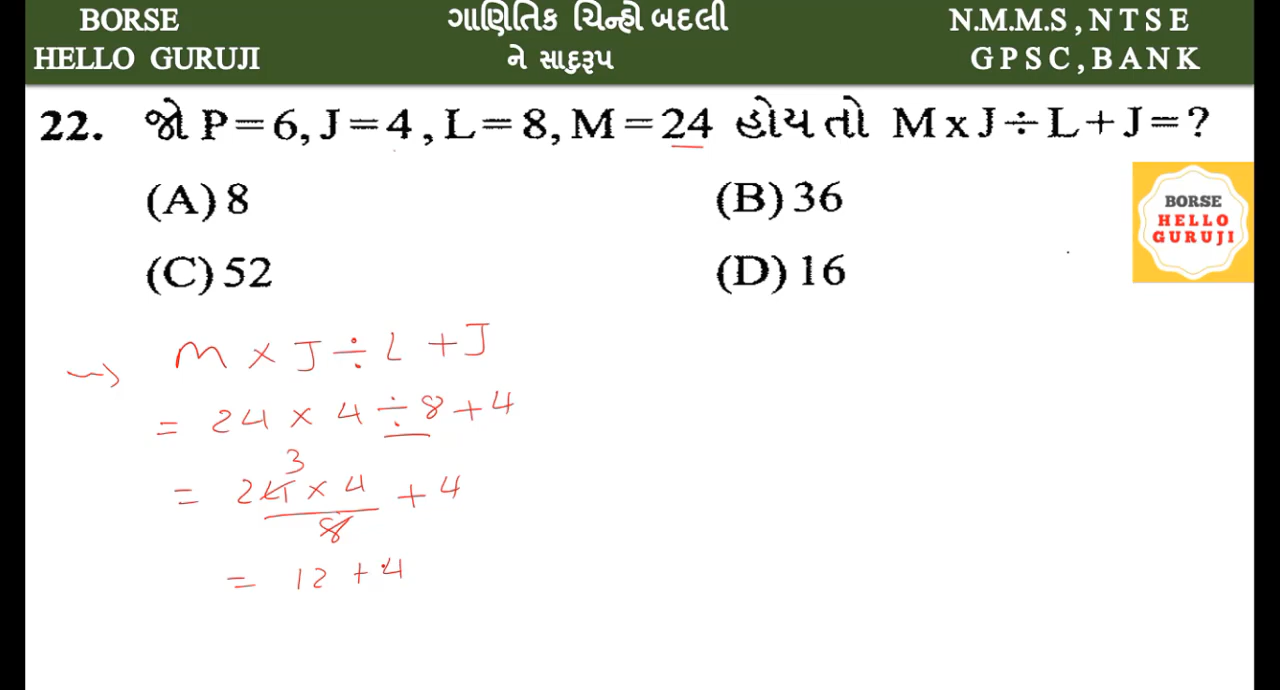 BORSE
HELLO GURUJI
ગાણિતિક ચિન્હો બદલી
ને સાદુરૂપ
N.M.M.S , N T S E
G P S C , B A N K
22. જો P = 6, J = 4 , L = 8, M = 24 હોય તો M x J ÷ L + J = ?
(A) 8
(B) 36
(C) 52
(D) 16
BORSE
HELLO
GURUJI
M × J ÷ L + J
= 24 × 4 ÷ 8 + 4
3
= 24 × 4 + 4
8
= 12 + 4